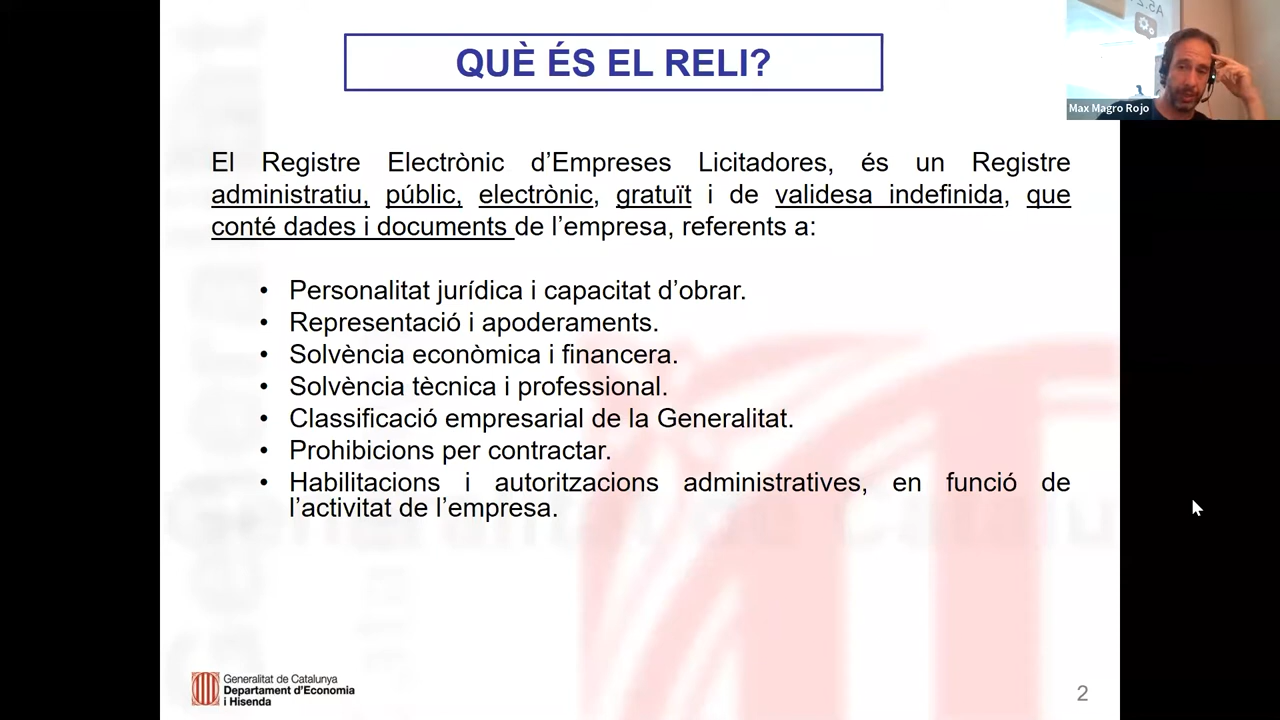 QUÈ ÉS EL RELI?
Max Magro Rojo
El Registre Electrònic d’Empreses Licitadores, és un Registre
administratiu, públic, electrònic, gratuït i de validesa indefinida, que
conté dades i documents de l’empresa, referents a:
• Personalitat jurídica i capacitat d’obrar.
• Representació i apoderaments.
• Solvència econòmica i financera.
• Solvència tècnica i professional.
• Classificació empresarial de la Generalitat.
• Prohibicions per contractar.
• Habilitacions i autoritzacions administratives, en funció de
l’activitat de l’empresa.
Generalitat de Catalunya
Departament d’Economia
i Hisenda
2